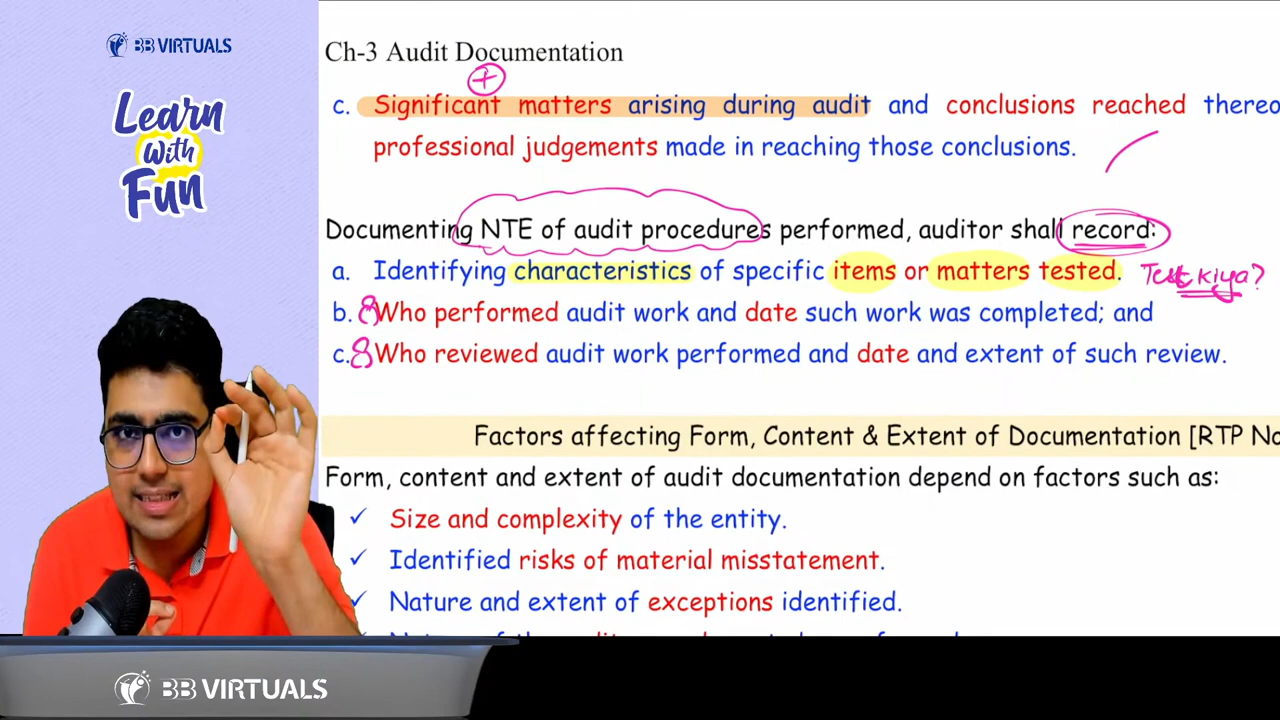 BB VIRTUALS
Learn
with
Fun
Ch-3 Audit Documentation
c. Significant matters arising during audit and conclusions reached
professional judgements made in reaching those conclusions.
Documenting NTE of audit procedures performed, auditor shall record:
a. Identifying characteristics of specific items or matters tested. Test kiya?
b. Who performed audit work and date such work was completed; and
c. Who reviewed audit work performed and date and extent of such review.
Factors affecting Form, Content & Extent of Documentation [RTP
Form, content and extent of audit documentation depend on factors such as:
✓ Size and complexity of the entity.
✓ Identified risks of material misstatement.
✓ Nature and extent of exceptions identified.
BB VIRTUALS